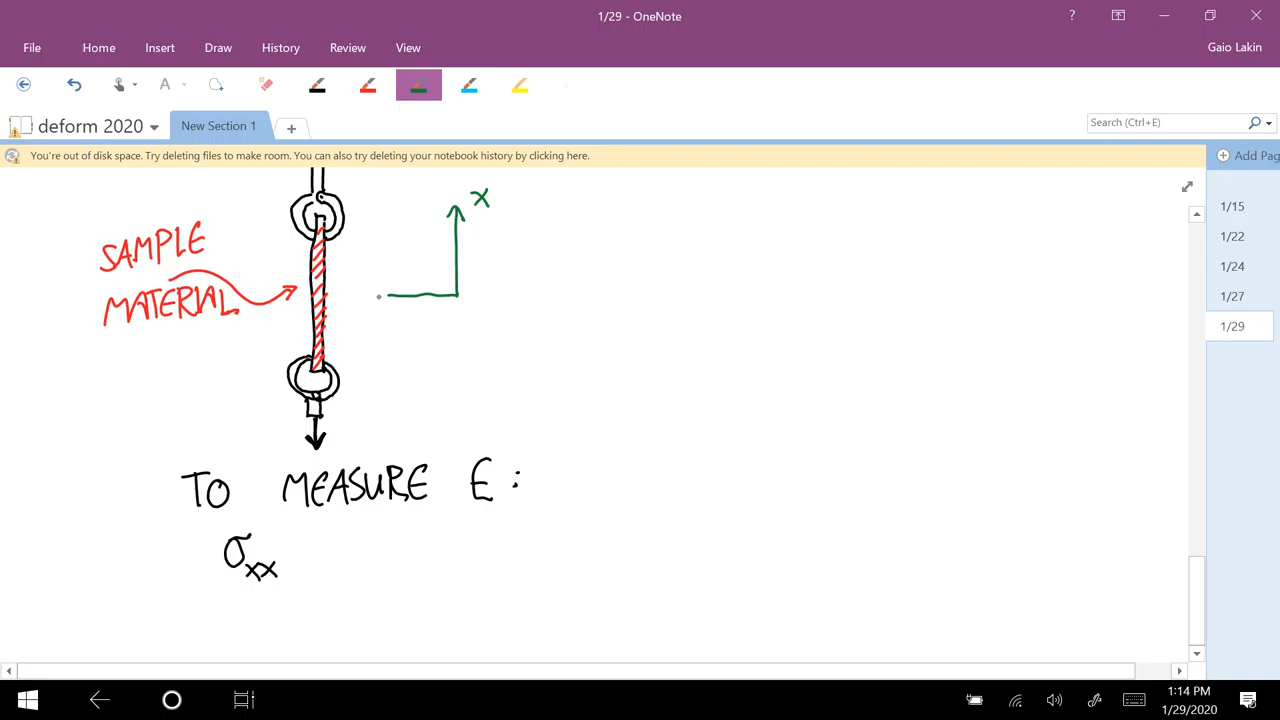 1/29 - OneNote
?
File Home Insert Draw History Review View
Gaio Lakin
A
deform 2020
New Section 1
+
Search (Ctrl+E)
You're out of disk space. Try deleting files to make room. You can also try deleting your notebook history by clicking here.
Add Pag
1/15
1/22
1/24
1/27
1/29
x
SAMPLE
MATERIAL
TO MEASURE E :
σxx
1:14 PM
1/29/2020